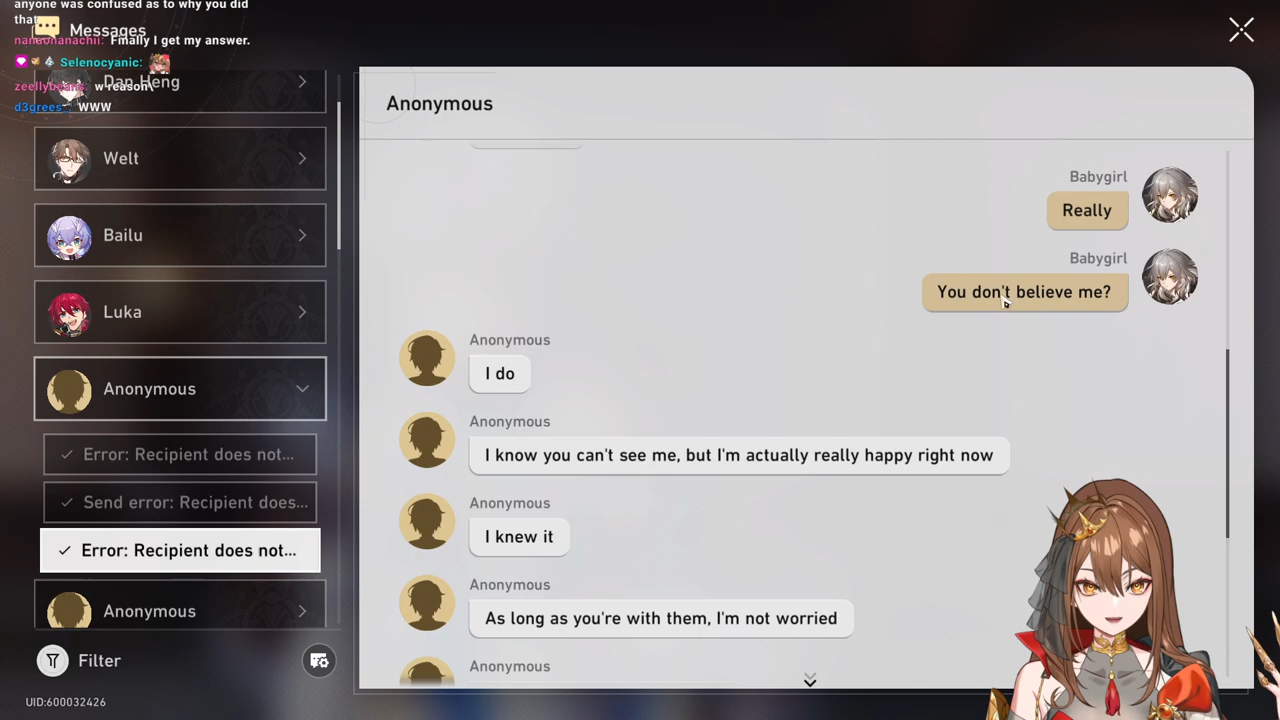 anyone was confused as to why you did
that
Messages
nanaohanachii: Finally I get my answer.
Selenocyanic:
Dan Heng
zeellybeans: w reason\
d3grees_: WWW
Welt
Bailu
Luka
Anonymous
Error: Recipient does not...
Send error: Recipient does...
Error: Recipient does not...
Anonymous
Filter
UID:600032426
Anonymous
Babygirl
Really
Babygirl
You don't believe me?
Anonymous
I do
Anonymous
I know you can't see me, but I'm actually really happy right now
Anonymous
I knew it
Anonymous
As long as you're with them, I'm not worried
Anonymous